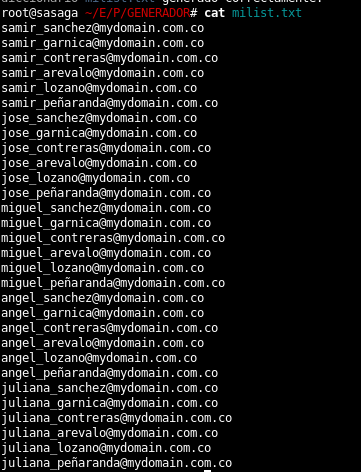 diccionario milist.txt generado correctamente.
root@sasaga ~/E/P/GENERADOR# cat milist.txt
samir_sanchez@mydomain.com.co
samir_garnica@mydomain.com.co
samir_contreras@mydomain.com.co
samir_arevalo@mydomain.com.co
samir_lozano@mydomain.com.co
samir_peñaranda@mydomain.com.co
jose_sanchez@mydomain.com.co
jose_garnica@mydomain.com.co
jose_contreras@mydomain.com.co
jose_arevalo@mydomain.com.co
jose_lozano@mydomain.com.co
jose_peñaranda@mydomain.com.co
miguel_sanchez@mydomain.com.co
miguel_garnica@mydomain.com.co
miguel_contreras@mydomain.com.co
miguel_arevalo@mydomain.com.co
miguel_lozano@mydomain.com.co
miguel_peñaranda@mydomain.com.co
angel_sanchez@mydomain.com.co
angel_garnica@mydomain.com.co
angel_contreras@mydomain.com.co
angel_arevalo@mydomain.com.co
angel_lozano@mydomain.com.co
angel_peñaranda@mydomain.com.co
juliana_sanchez@mydomain.com.co
juliana_garnica@mydomain.com.co
juliana_contreras@mydomain.com.co
juliana_arevalo@mydomain.com.co
juliana_lozano@mydomain.com.co
juliana_peñaranda@mydomain.com.co